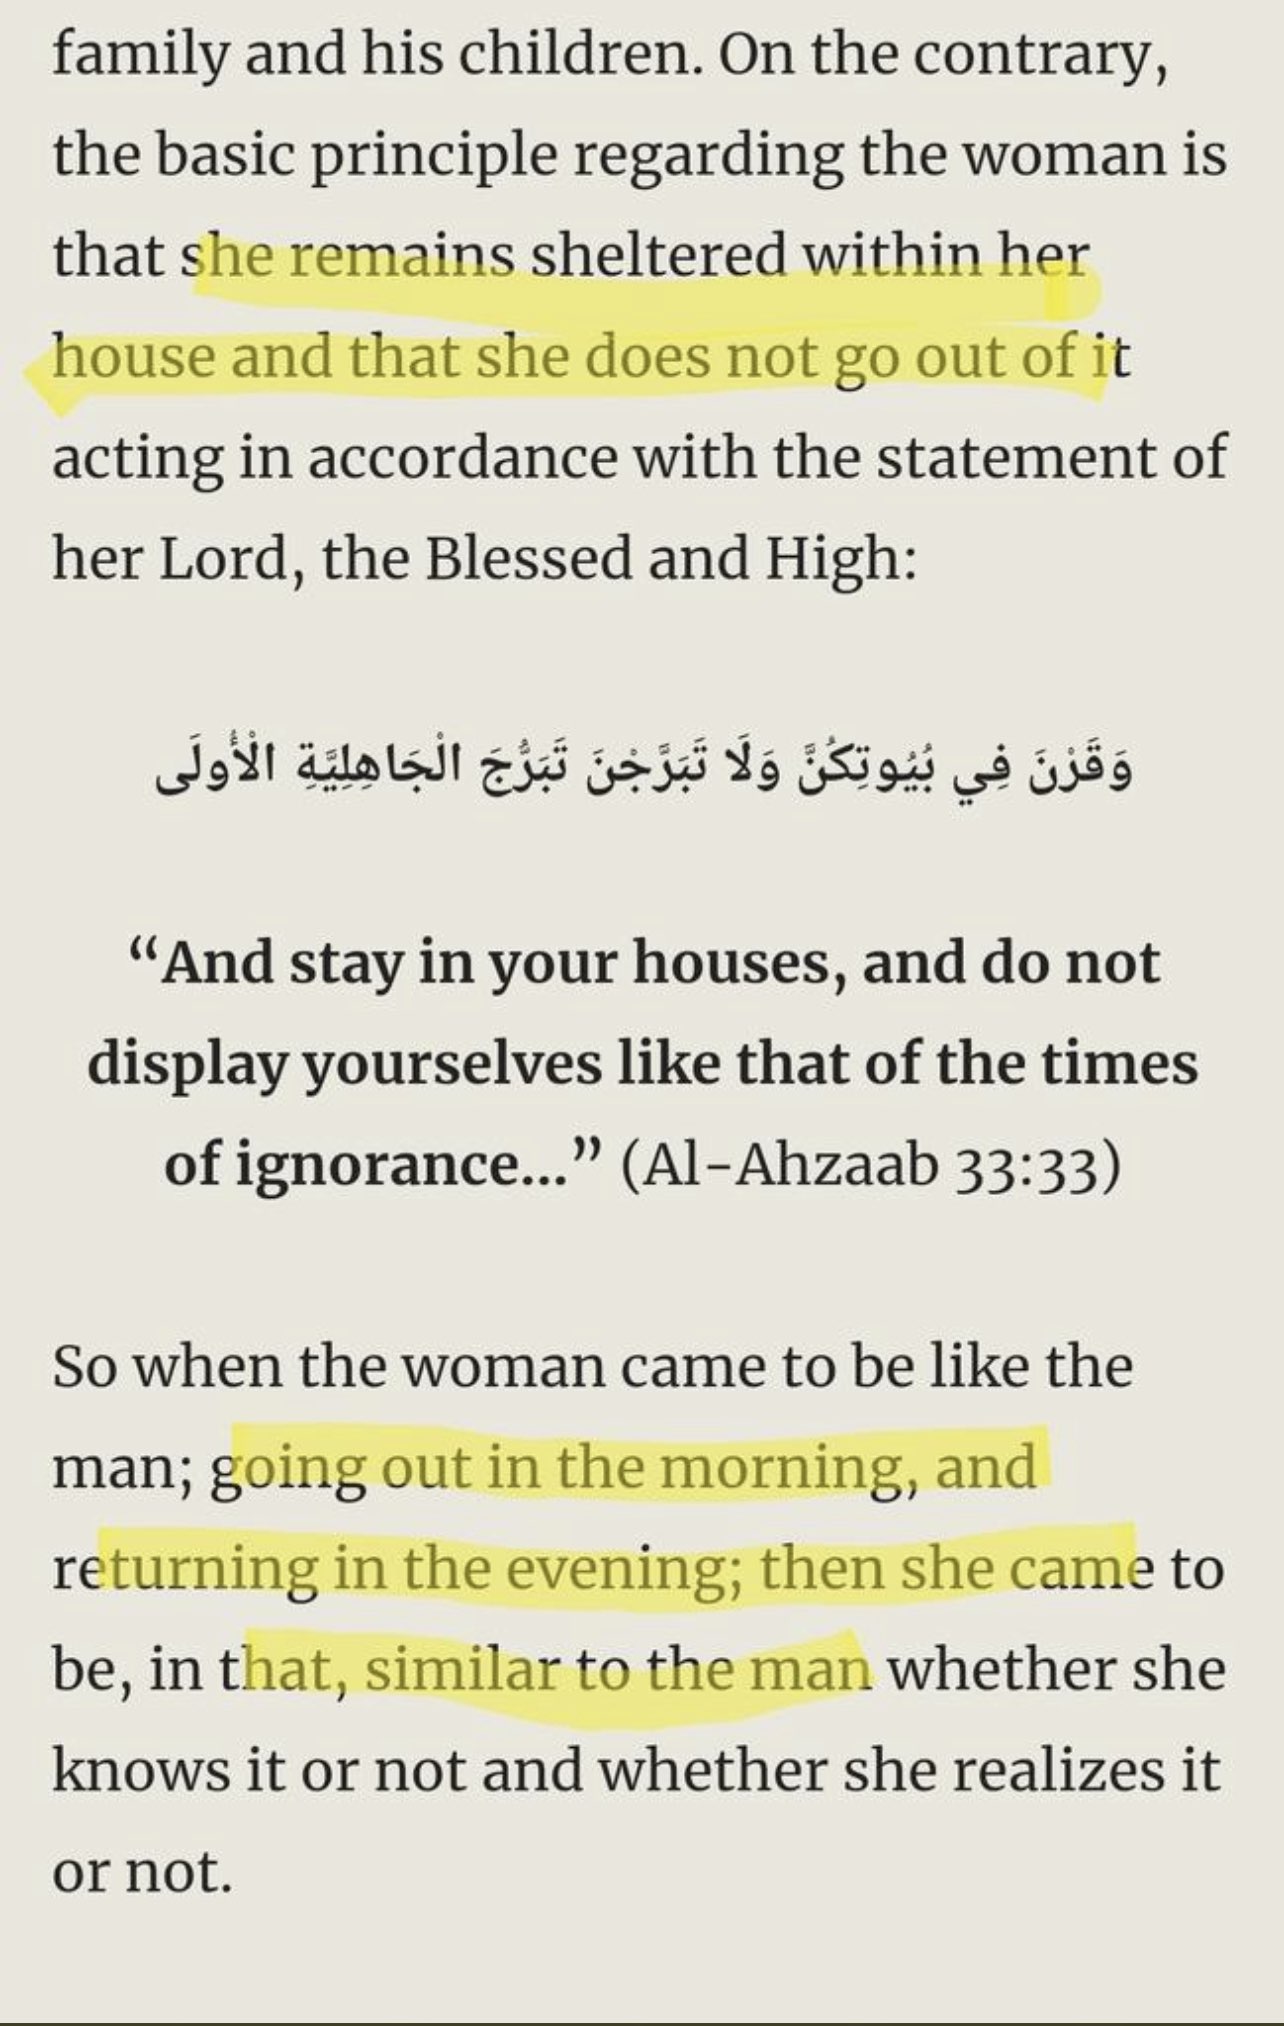 family and his children. On the contrary,
the basic principle regarding the woman is
that she remains sheltered within her
house and that she does not go out of it
acting in accordance with the statement of
her Lord, the Blessed and High:
وَقَرْنَ فِي بُيُوتِكُنَّ وَلَا تَبَرَّجْنَ تَبَرُّجَ الْجَاهِلِيَّةِ الْأُولَى
“And stay in your houses, and do not
display yourselves like that of the times
of ignorance…” (Al-Ahzaab 33:33)
So when the woman came to be like the
man; going out in the morning, and
returning in the evening; then she came to
be, in that, similar to the man whether she
knows it or not and whether she realizes it
or not.